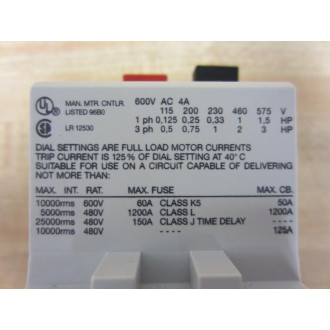 UL MAN. MTR. CNTLR. 600V AC 4A
LISTED 96B0 115 200 230 460 575 V
1 ph 0,125 0,25 0,33 1 1,5 HP
LR 12530 3 ph 0,5 0,75 1 2 3 HP
DIAL SETTINGS ARE FULL LOAD MOTOR CURRENTS
TRIP CURRENT IS 125% OF DIAL SETTING AT 40°C
SUITABLE FOR USE ON A CIRCUIT CAPABLE OF DELIVERING
NOT MORE THAN:
MAX. INT. RAT. MAX. FUSE MAX. CB.
10000rms 600V 60A CLASS K5 50A
5000rms 480V 1200A CLASS L 1200A
25000rms 480V 150A CLASS J TIME DELAY - - - -
10000rms 480V - - - - 125A